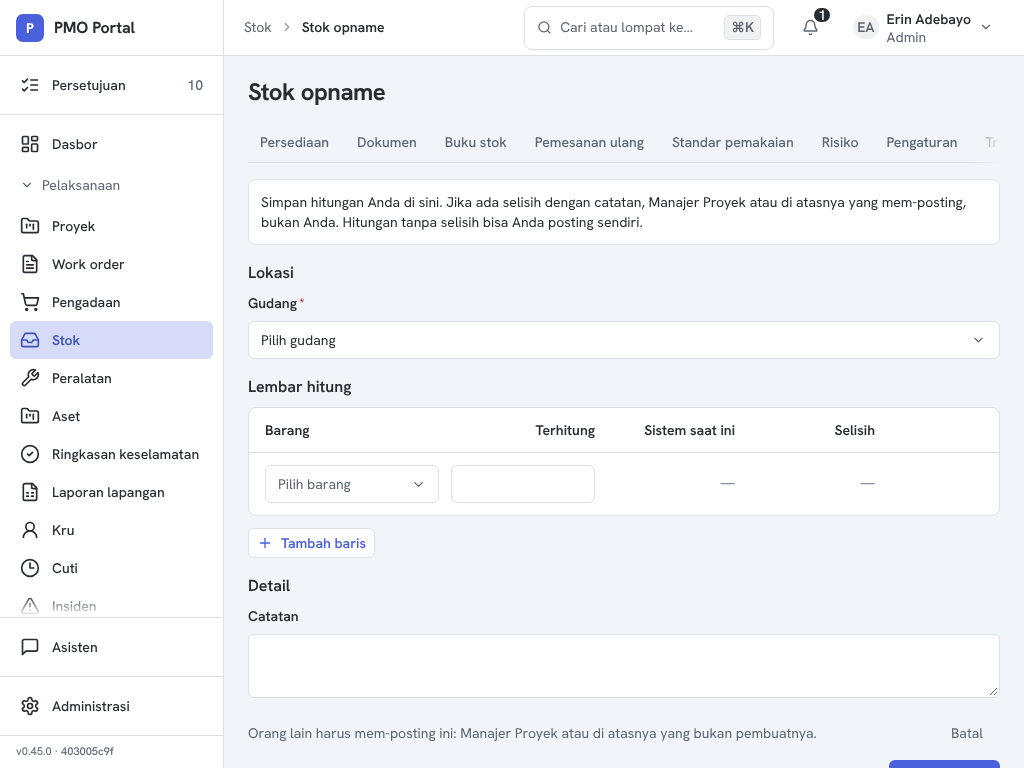 P PMO Portal
Stok > Stok opname
Cari atau lompat ke...
⌘K
1
EA
Erin Adebayo
Admin
Persetujuan 10
Dasbor
Pelaksanaan
Proyek
Work order
Pengadaan
Stok
Peralatan
Aset
Ringkasan keselamatan
Laporan lapangan
Kru
Cuti
Insiden
Asisten
Administrasi
v0.45.0 · 403005c9f
Stok opname
Persediaan Dokumen Buku stok Pemesanan ulang Standar pemakaian Risiko Pengaturan
Simpan hitungan Anda di sini. Jika ada selisih dengan catatan, Manajer Proyek atau di atasnya yang mem-posting,
bukan Anda. Hitungan tanpa selisih bisa Anda posting sendiri.
Lokasi
Gudang *
Pilih gudang
Lembar hitung
Barang Terhitung Sistem saat ini Selisih
Pilih barang — —
+ Tambah baris
Detail
Catatan
Orang lain harus mem-posting ini: Manajer Proyek atau di atasnya yang bukan pembuatnya.
Batal